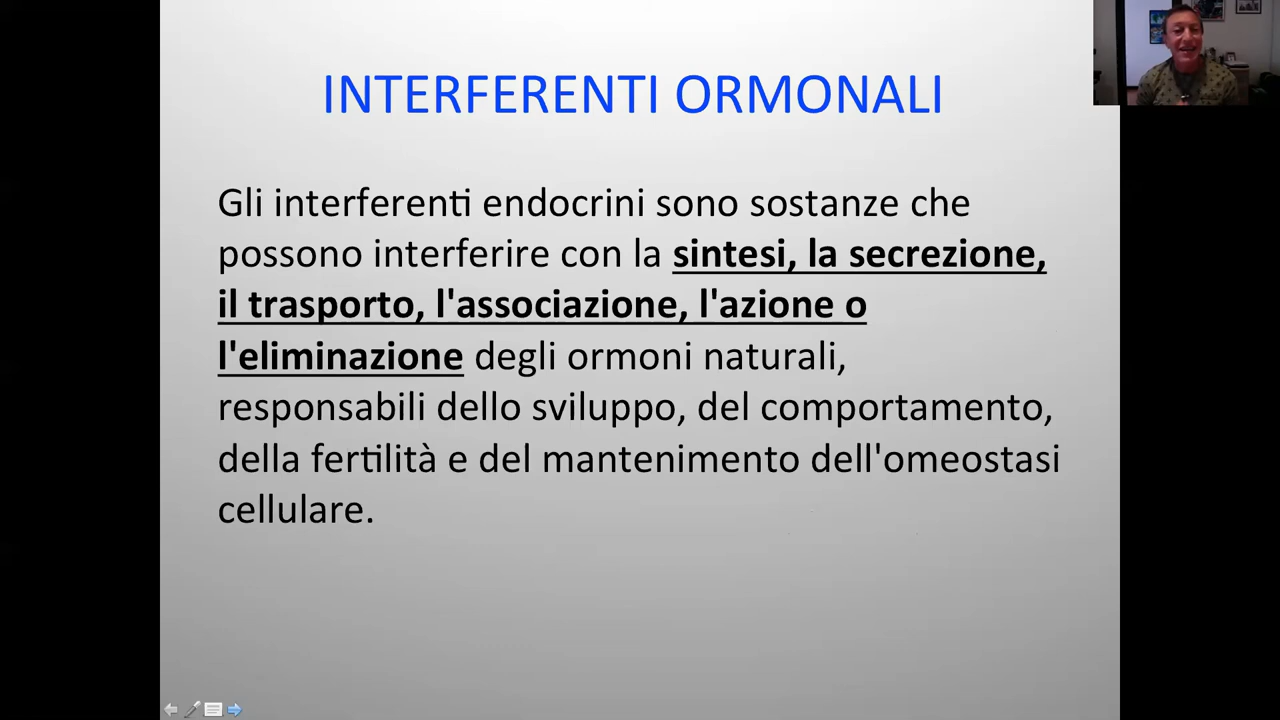 INTERFERENTI ORMONALI
Gli interferenti endocrini sono sostanze che
possono interferire con la sintesi, la secrezione,
il trasporto, l'associazione, l'azione o
l'eliminazione degli ormoni naturali,
responsabili dello sviluppo, del comportamento,
della fertilità e del mantenimento dell'omeostasi
cellulare.